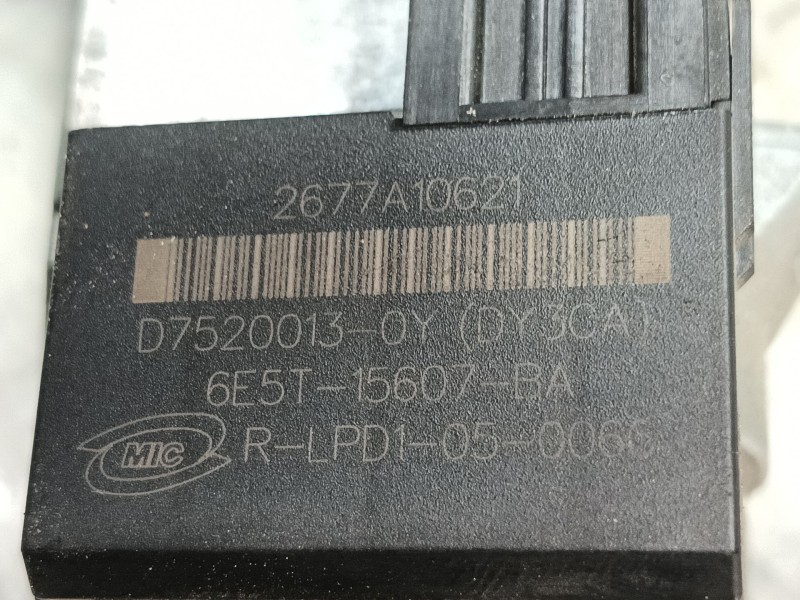 2677A10621
D7520013-0Y (DY3CA)
6E5T-15607-BA
MIC R-LPD1-05-0066